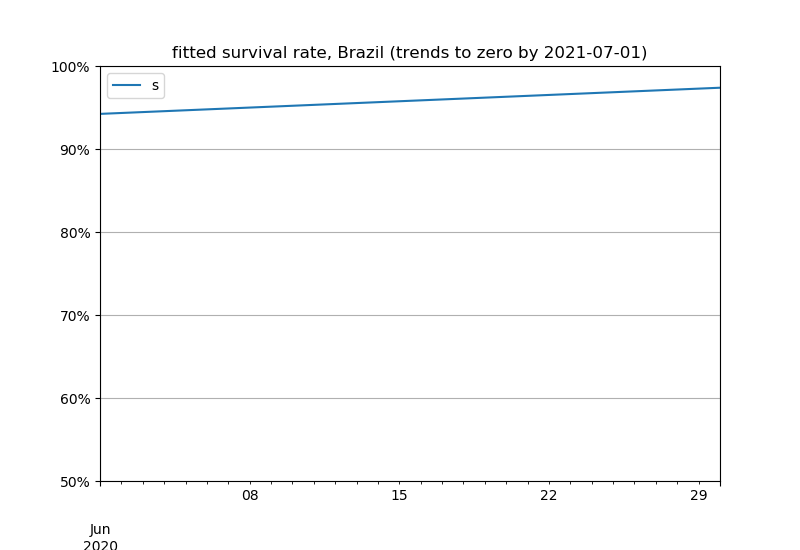 fitted survival rate, Brazil (trends to zero by 2021-07-01)
100%
s
90%
80%
70%
60%
50%
08 15 22 29
Jun
2020